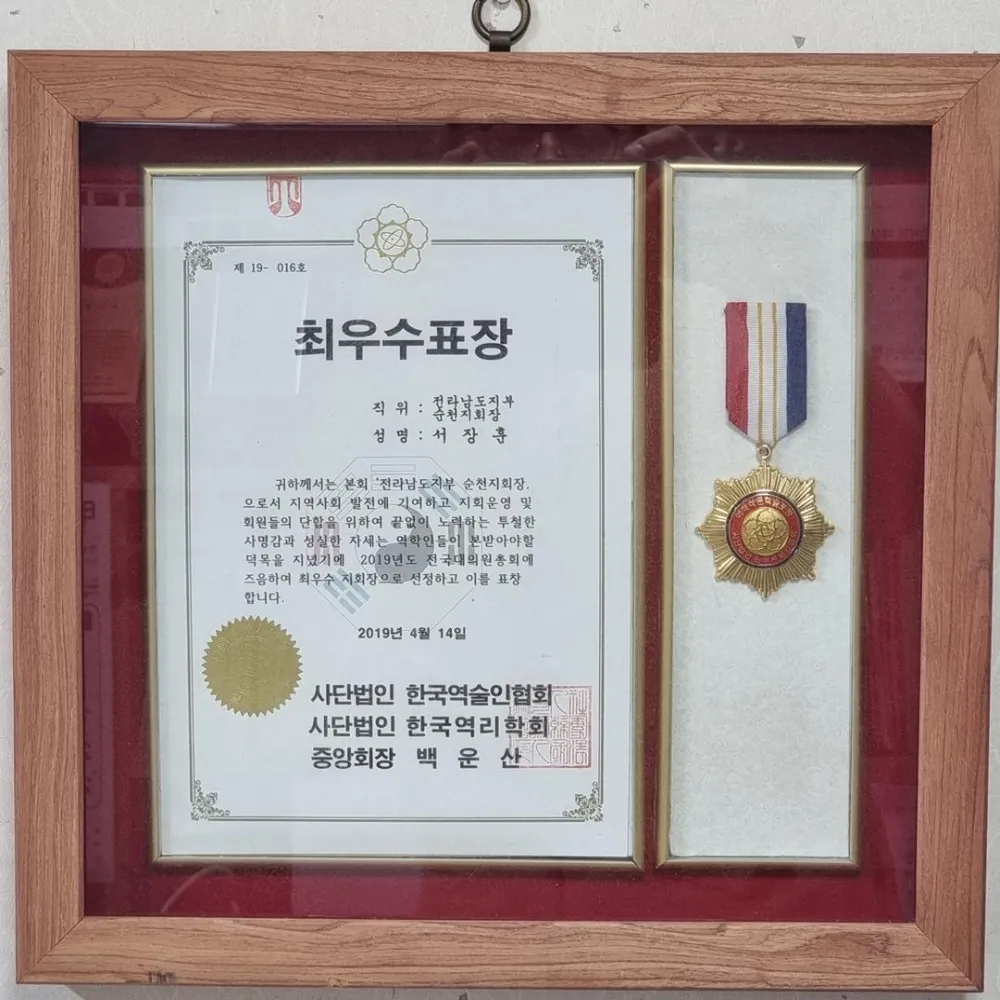 제 19- 016호
최우수표장
직 위 : 전라남도지부
순천지회장
성 명 : 서 장 훈
귀하께서는 본회 전라남도지부 순천지회장,
으로서 지역사회 발전에 기여하고 지회운영 및
회원들의 단합을 위하여 끝없이 노력하는 투철한
사명감과 성실한 자세는 역학인들이 본받아야할
덕목을 지녔기에 2019년도 전국대의원총회에
즈음하여 최우수 지회장으로 선정하고 이를 표창
합니다.
2019년 4월 14일
사단법인 한국역술인협회
사단법인 한국역리학회
중앙회장 백 운 산